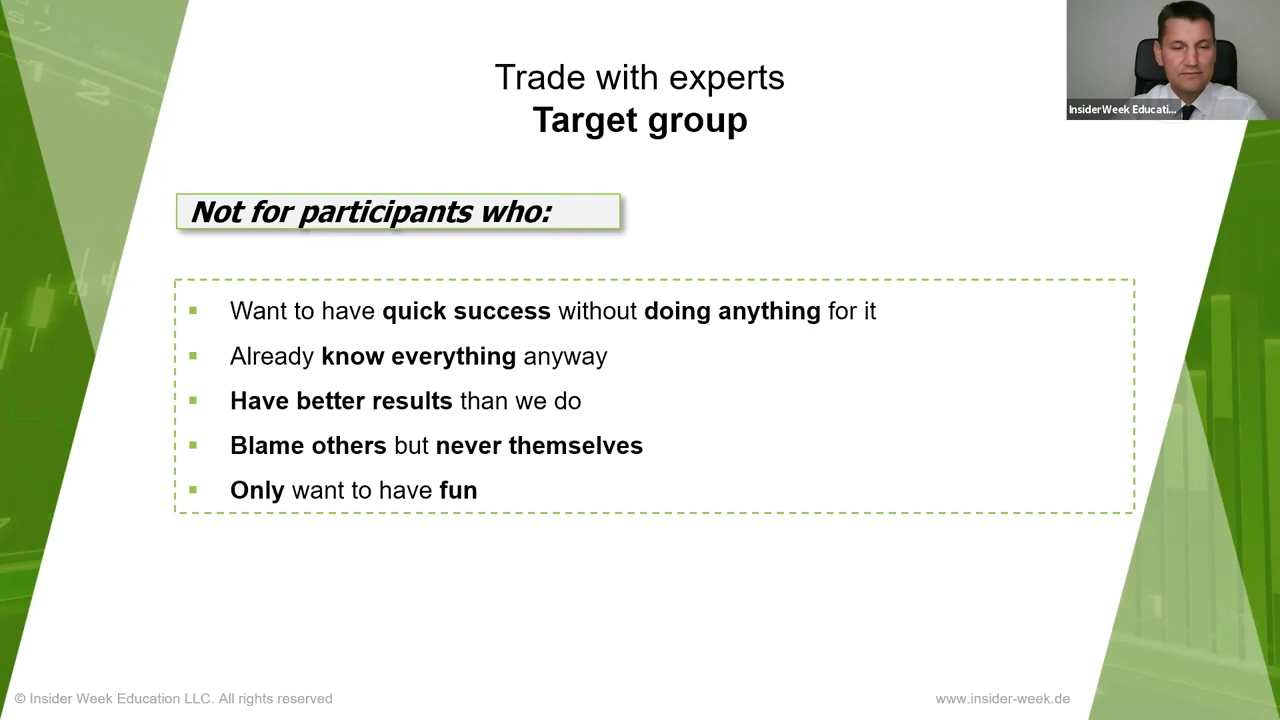 Trade with experts
Target group
InsiderWeek Educati...
Not for participants who:
Want to have quick success without doing anything for it
Already know everything anyway
Have better results than we do
Blame others but never themselves
Only want to have fun
© Insider Week Education LLC. All rights reserved
www.insider-week.de